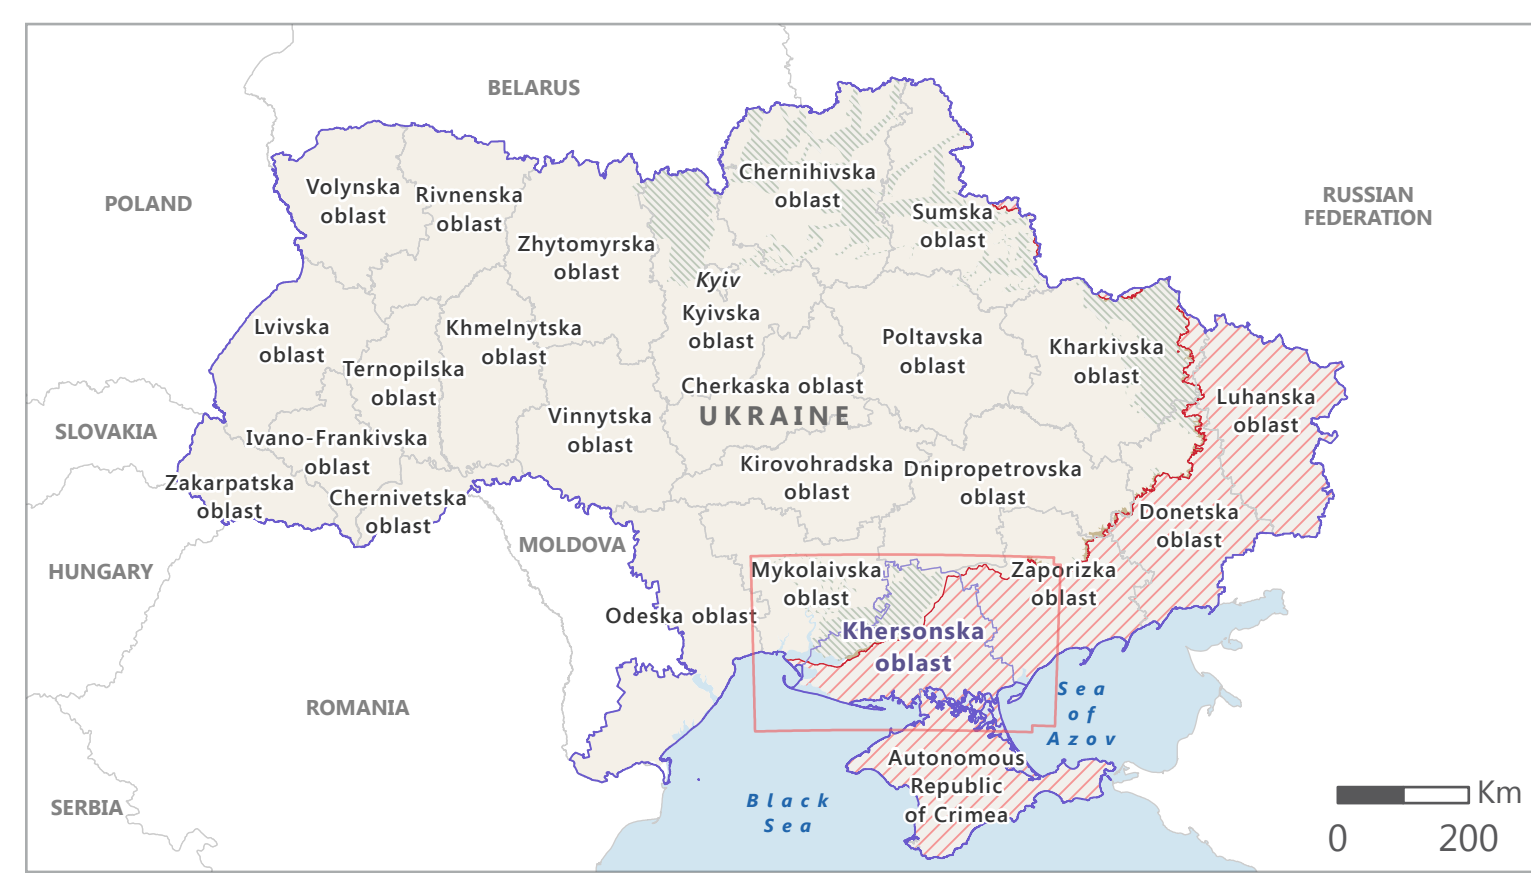 BELARUS
POLAND
RUSSIAN
FEDERATION
Volynska
oblast
Rivnenska
oblast
Zhytomyrska
oblast
Chernihivska
oblast
Sumska
oblast
Kyiv
Kyivska
oblast
Lvivska
oblast
Khmelnytska
oblast
Ternopilska
oblast
Poltavska
oblast
Kharkivska
oblast
Cherkaska oblast
UKRAINE
Luhanska
oblast
Vinnytska
oblast
SLOVAKIA
Ivano-Frankivska
oblast
Zakarpatska
oblast
Chernivetska
oblast
Kirovohradska
oblast
Dnipropetrovska
oblast
Donetska
oblast
MOLDOVA
HUNGARY
Mykolaivska
oblast
Zaporizka
oblast
Odeska oblast
Khersonska
oblast
ROMANIA
Sea
of
Azov
Autonomous
Republic
of Crimea
Black
Sea
SERBIA
Km
0 200